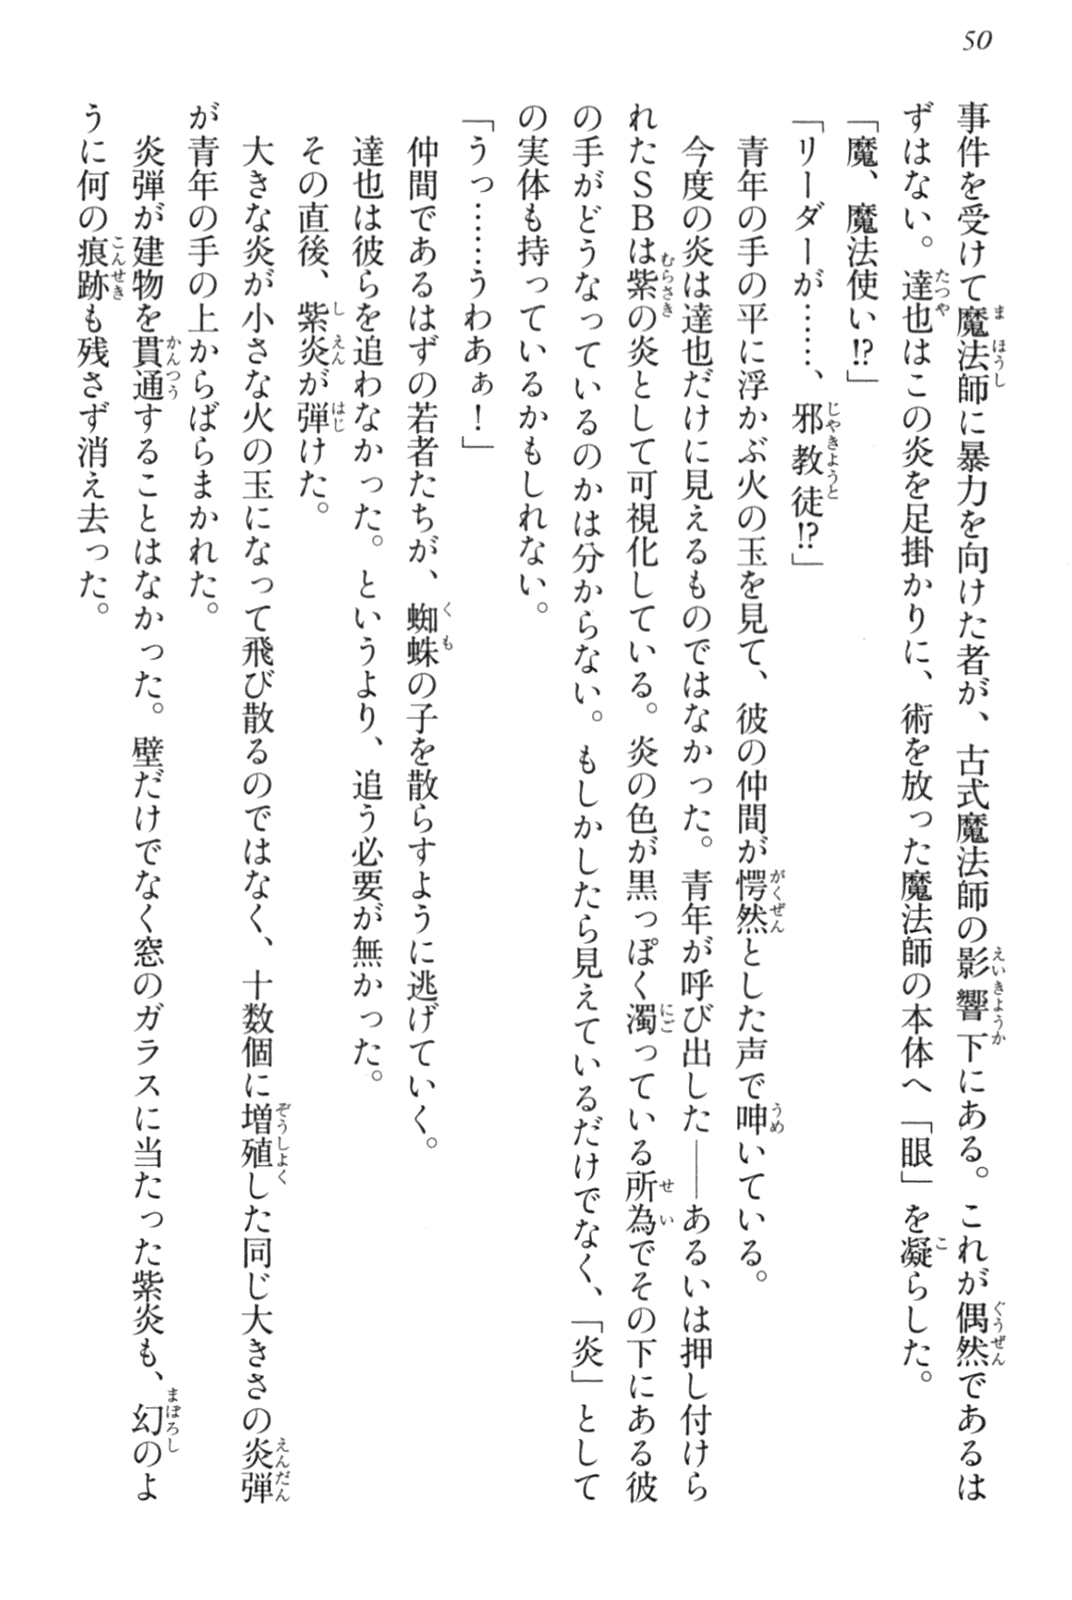 50
事件を受けて魔法師に暴力を向けた者が、古式魔法師の影響下にある。これが偶然であるは
ずはない。達也はこの炎を足掛かりに、術を放った魔法師の本体へ「眼」を凝らした。
「魔、魔法使い!?」
「リーダーが……、邪教徒!?」
　青年の手の平に浮かぶ火の玉を見て、彼の仲間が愕然とした声で呻いている。
　今度の炎は達也だけに見えるものではなかった。青年が呼び出した――あるいは押し付けら
れたＳＢは紫の炎として可視化している。炎の色が黒っぽく濁っている所為でその下にある彼
の手がどうなっているのかは分からない。もしかしたら見えているだけでなく、「炎」として
の実体も持っているかもしれない。
「うっ……うわあぁ！」
　仲間であるはずの若者たちが、蜘蛛の子を散らすように逃げていく。
　達也は彼らを追わなかった。というより、追う必要が無かった。
　その直後、紫炎が弾けた。
　大きな炎が小さな火の玉になって飛び散るのではなく、十数個に増殖した同じ大きさの炎弾
が青年の手の上からばらまかれた。
　炎弾が建物を貫通することはなかった。壁だけでなく窓のガラスに当たった紫炎も、幻のよ
うに何の痕跡も残さず消え去った。